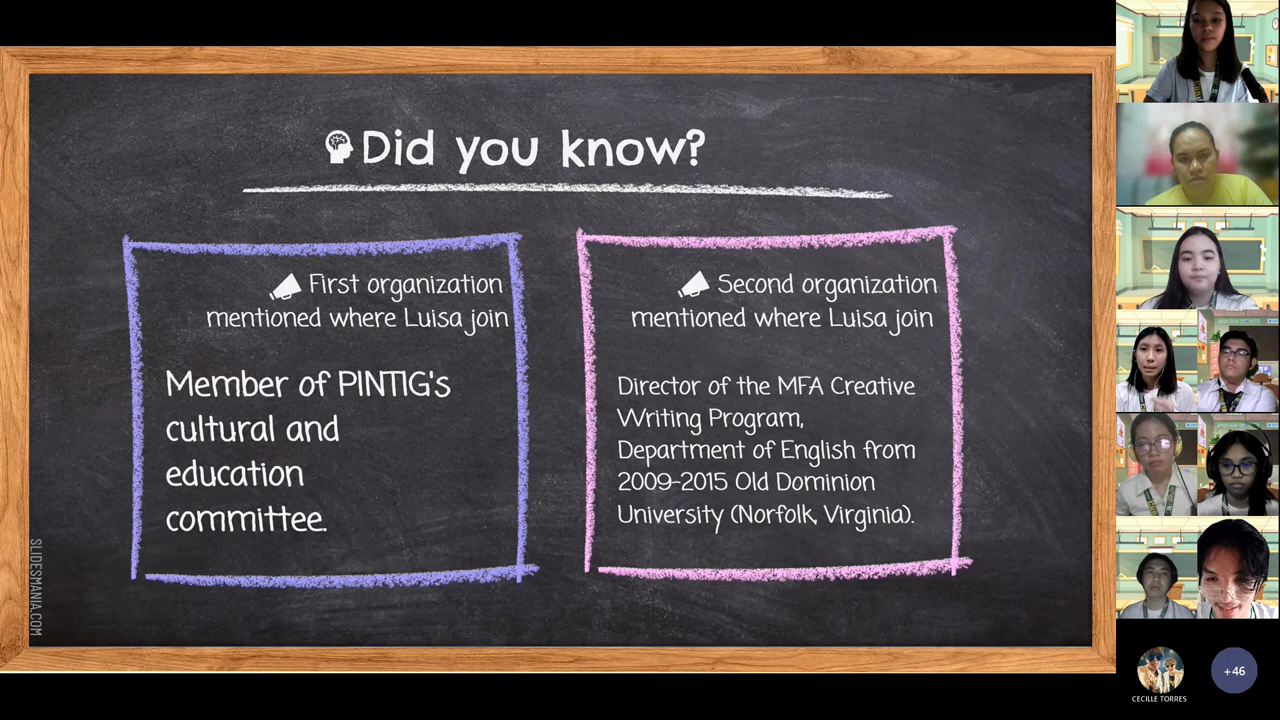 Did you know?
First organization
mentioned where Luisa join
Member of PINTIG's
cultural and
education
committee.
Second organization
mentioned where Luisa join
Director of the MFA Creative
Writing Program,
Department of English from
2009-2015 Old Dominion
University (Norfolk, Virginia).
SLIDESMANIA.COM
CECILLE TORRES
+46